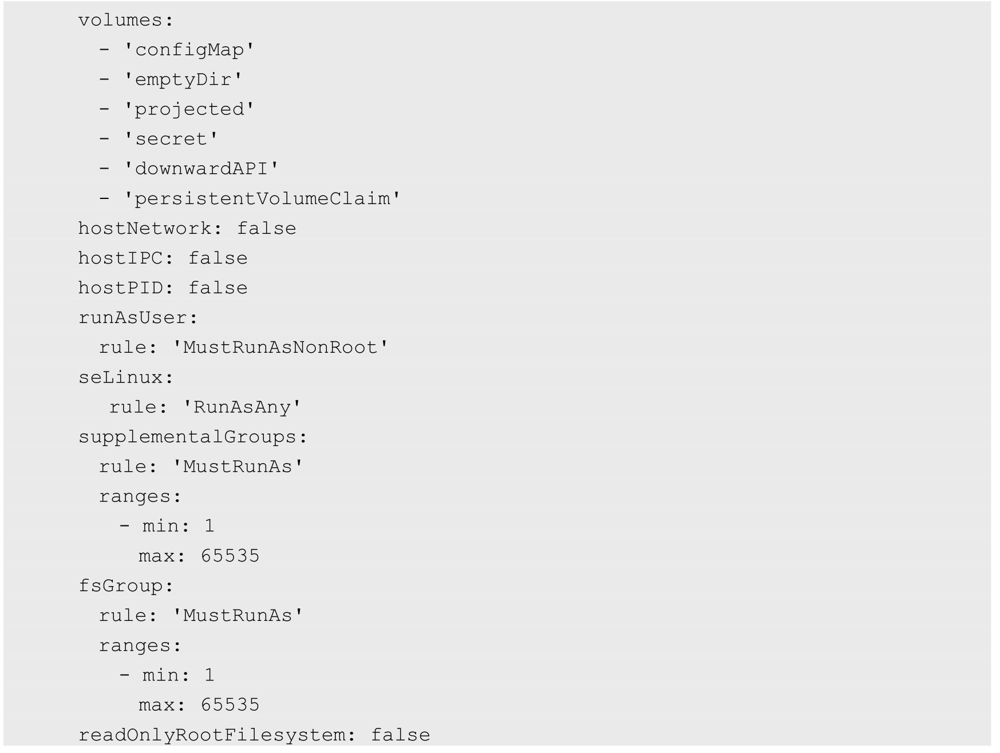 volumes:
  - 'configMap'
  - 'emptyDir'
  - 'projected'
  - 'secret'
  - 'downwardAPI'
  - 'persistentVolumeClaim'
hostNetwork: false
hostIPC: false
hostPID: false
runAsUser:
  rule: 'MustRunAsNonRoot'
seLinux:
   rule: 'RunAsAny'
supplementalGroups:
  rule: 'MustRunAs'
  ranges:
    - min: 1
      max: 65535
fsGroup:
  rule: 'MustRunAs'
  ranges:
    - min: 1
      max: 65535
readOnlyRootFilesystem: false